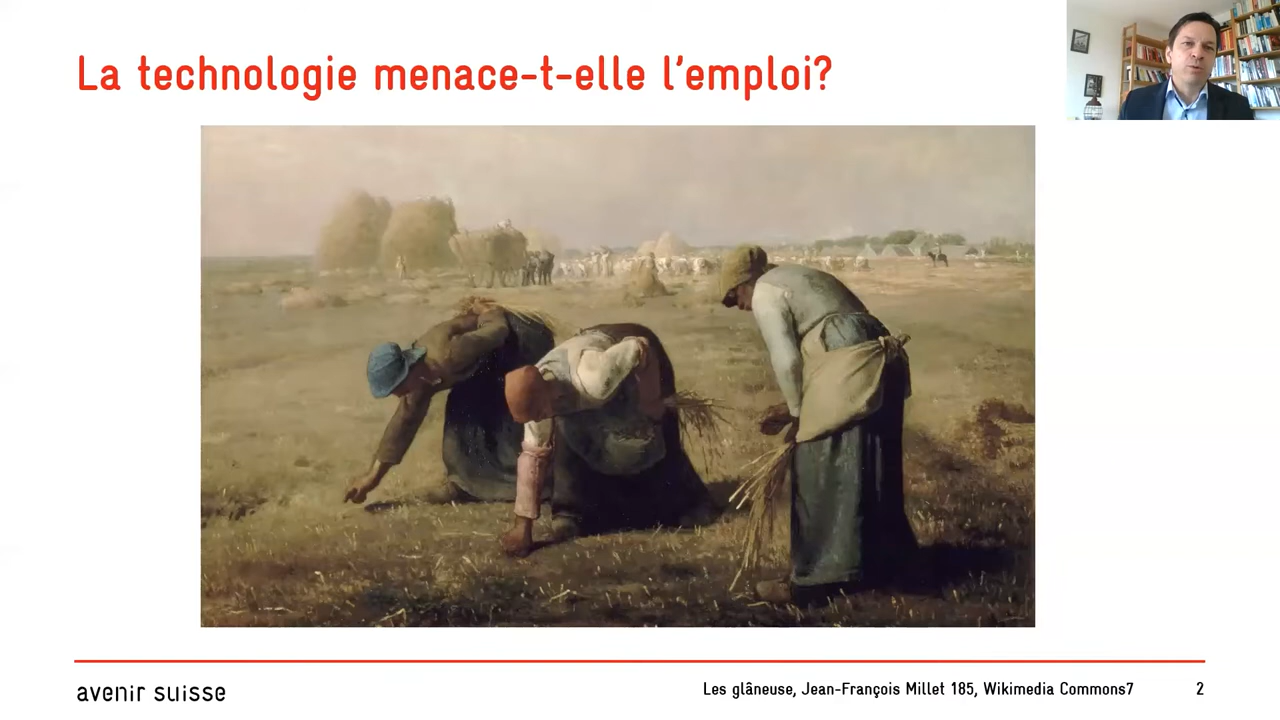 La technologie menace-t-elle l'emploi?
avenir suisse
Les glâneuse, Jean-François Millet 185, Wikimedia Commons7
2